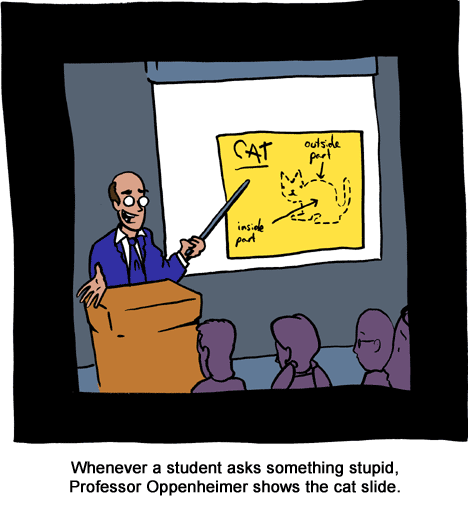 CAT
outside
part
inside
part
Whenever a student asks something stupid,
Professor Oppenheimer shows the cat slide.